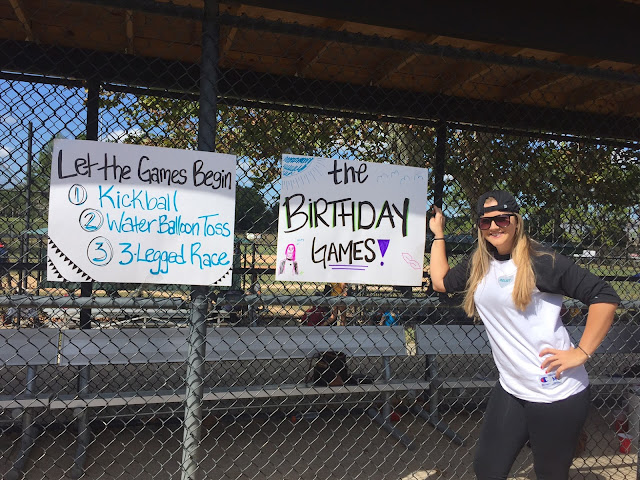 Let the Games Begin
① Kickball
② Water Balloon Toss
③ 3-Legged Race
the
BIRTHDAY
GAMES!